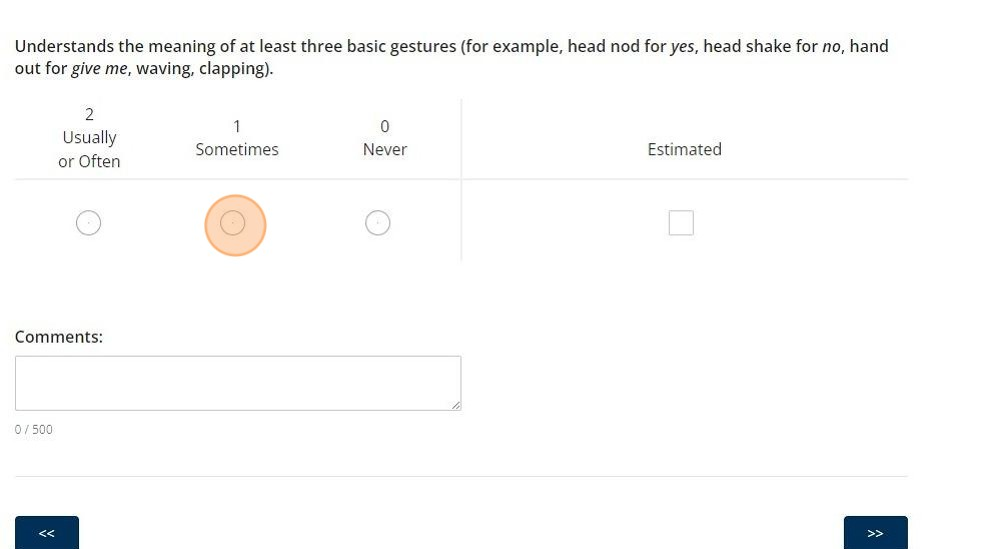 Understands the meaning of at least three basic gestures (for example, head nod for yes, head shake for no, hand
out for give me, waving, clapping).
2
Usually
or Often
1
Sometimes
0
Never
Estimated
Comments:
0 / 500
<<
>>